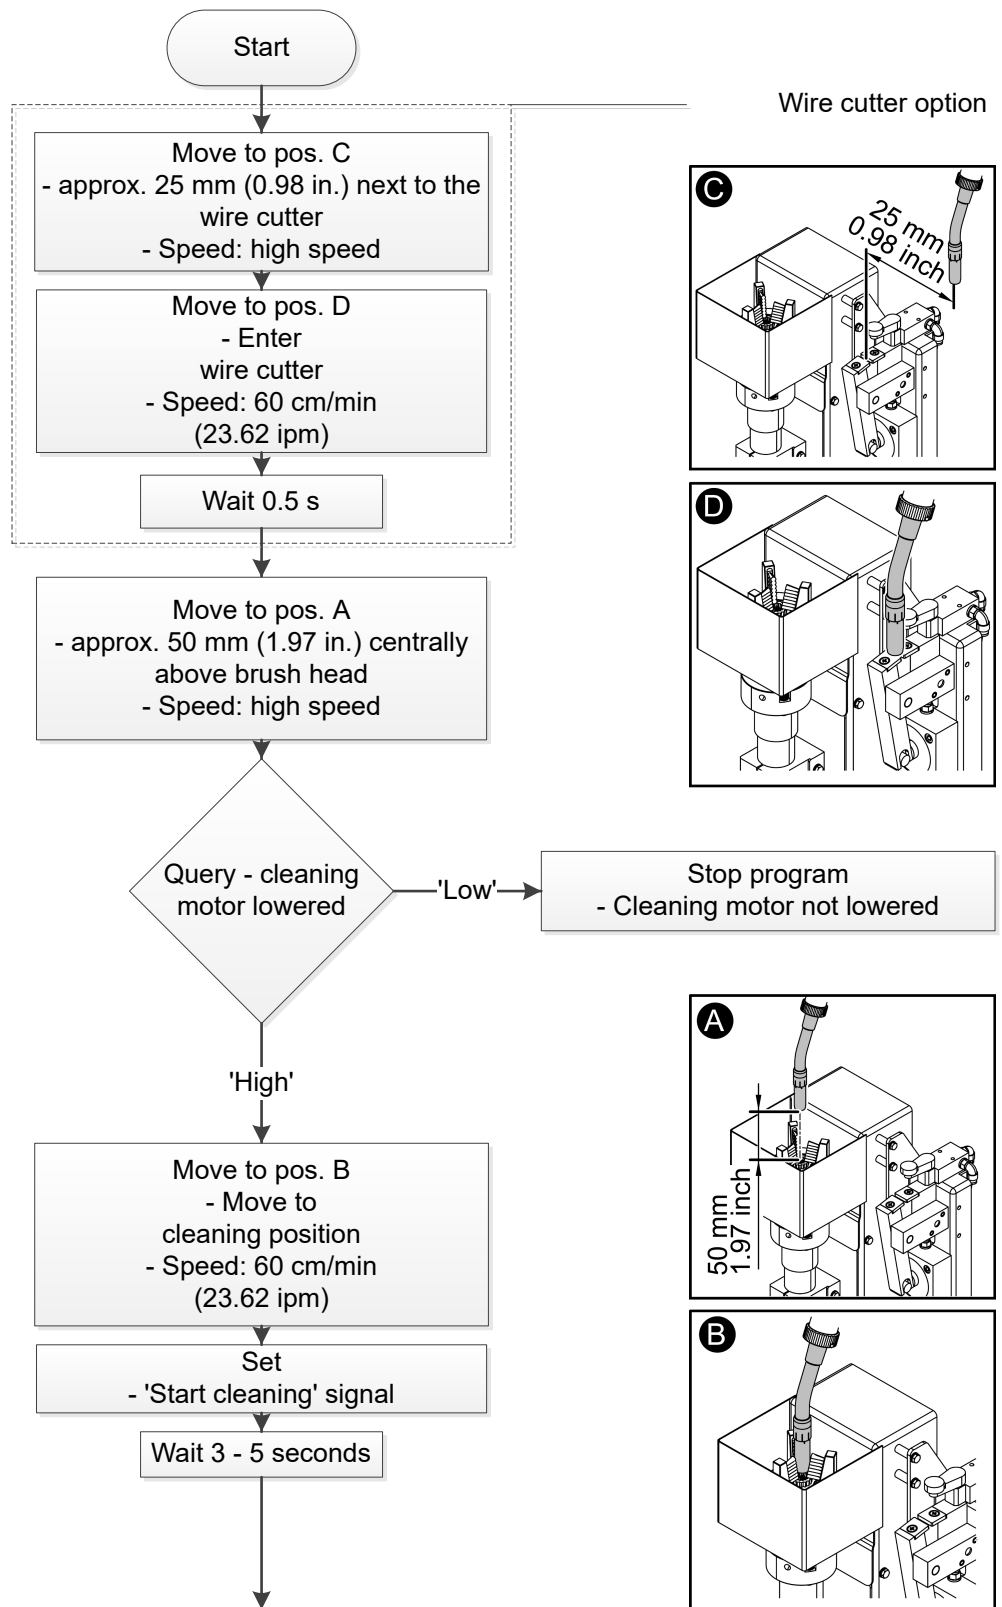 Start
Wire cutter option
Move to pos. C
- approx. 25 mm (0.98 in.) next to the
wire cutter
- Speed: high speed
C
25 mm
0.98 inch
Move to pos. D
- Enter
wire cutter
- Speed: 60 cm/min
(23.62 ipm)
Wait 0.5 s
D
Move to pos. A
- approx. 50 mm (1.97 in.) centrally
above brush head
- Speed: high speed
Query - cleaning
motor lowered
'Low'
Stop program
- Cleaning motor not lowered
'High'
A
50 mm
1.97 inch
Move to pos. B
- Move to
cleaning position
- Speed: 60 cm/min
(23.62 ipm)
B
Set
- 'Start cleaning' signal
Wait 3 - 5 seconds